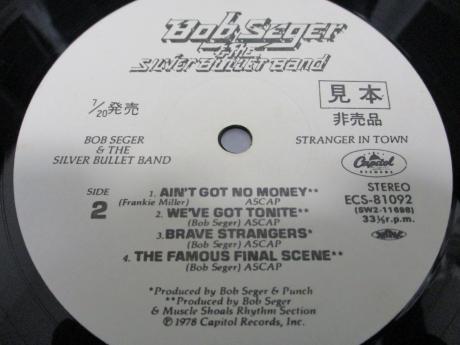 Bob Seger
& The
Silver Bullet Band
7/20発売
見本
非売品
BOB SEGER
& THE
SILVER BULLET BAND
STRANGER IN TOWN
Capitol
RECORDS
SIDE
2
STEREO
ECS-81092
(SW2-11698)
33⅓r.p.m.
1. AIN'T GOT NO MONEY**
(Frankie Miller) ASCAP
2. WE'VE GOT TONITE**
(Bob Seger) ASCAP
3. BRAVE STRANGERS*
(Bob Seger) ASCAP
4. THE FAMOUS FINAL SCENE**
(Bob Seger) ASCAP
*Produced by Bob Seger & Punch
**Produced by Bob Seger
& Muscle Shoals Rhythm Section
Ⓟ1978 Capitol Records, Inc.